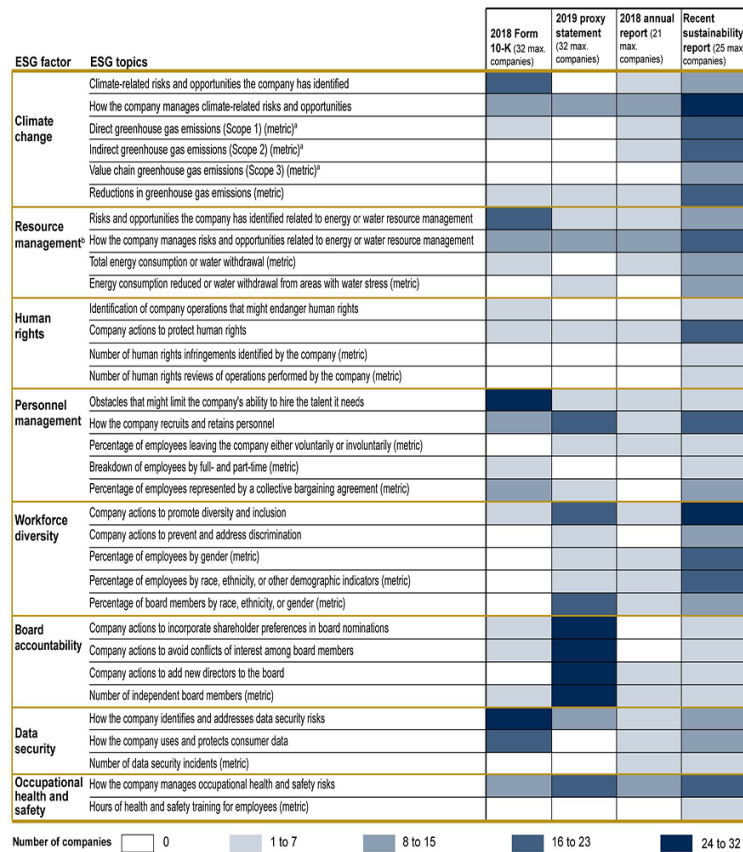 ESG factor ESG topics 2018 Form 10-K (32 max. companies) 2019 proxy statement (32 max. companies) 2018 annual report (21 max. companies) Recent sustainability report (25 max. companies)
Climate change
Climate-related risks and opportunities the company has identified
How the company manages climate-related risks and opportunities
Direct greenhouse gas emissions (Scope 1) (metric)ᵃ
Indirect greenhouse gas emissions (Scope 2) (metric)ᵃ
Value chain greenhouse gas emissions (Scope 3) (metric)ᵃ
Reductions in greenhouse gas emissions (metric)
Resource managementᵇ
Risks and opportunities the company has identified related to energy or water resource management
How the company manages risks and opportunities related to energy or water resource management
Total energy consumption or water withdrawal (metric)
Energy consumption reduced or water withdrawal from areas with water stress (metric)
Human rights
Identification of company operations that might endanger human rights
Company actions to protect human rights
Number of human rights infringements identified by the company (metric)
Number of human rights reviews of operations performed by the company (metric)
Personnel management
Obstacles that might limit the company's ability to hire the talent it needs
How the company recruits and retains personnel
Percentage of employees leaving the company either voluntarily or involuntarily (metric)
Breakdown of employees by full- and part-time (metric)
Percentage of employees represented by a collective bargaining agreement (metric)
Workforce diversity
Company actions to promote diversity and inclusion
Company actions to prevent and address discrimination
Percentage of employees by gender (metric)
Percentage of employees by race, ethnicity, or other demographic indicators (metric)
Percentage of board members by race, ethnicity, or gender (metric)
Board accountability
Company actions to incorporate shareholder preferences in board nominations
Company actions to avoid conflicts of interest among board members
Company actions to add new directors to the board
Number of independent board members (metric)
Data security
How the company identifies and addresses data security risks
How the company uses and protects consumer data
Number of data security incidents (metric)
Occupational health and safety
How the company manages occupational health and safety risks
Hours of health and safety training for employees (metric)
Number of companies 0 1 to 7 8 to 15 16 to 23 24 to 32